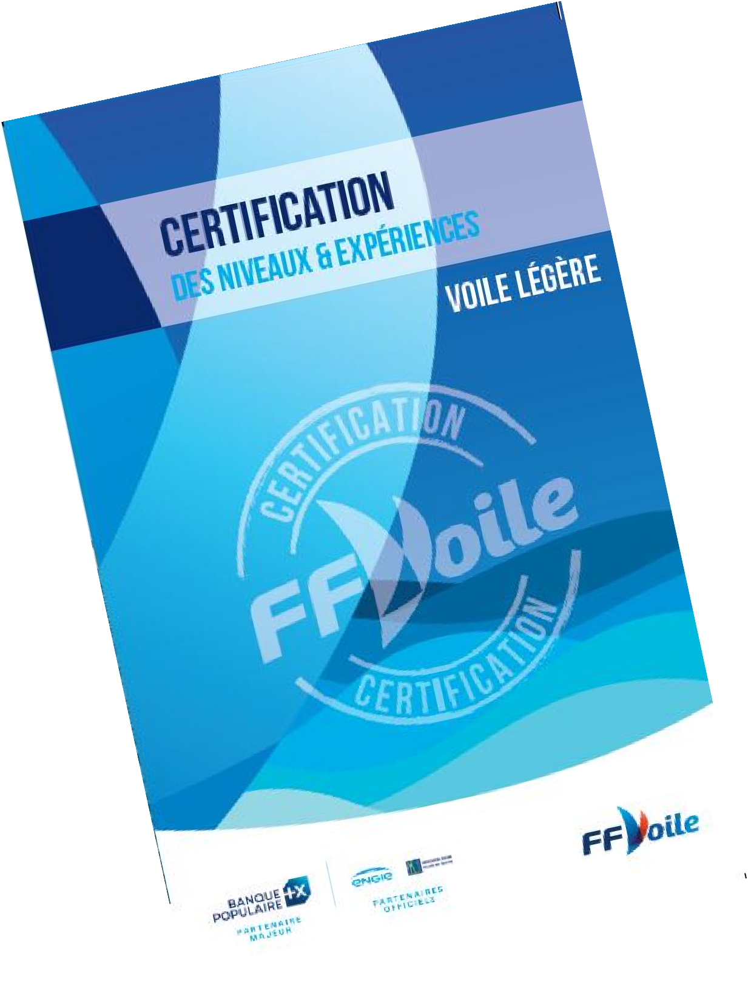 CERTIFICATION
DES NIVEAUX & EXPÉRIENCES
VOILE LÉGÈRE
CERTIFICATION
FFVoile
CERTIFICATION
FFVoile
BANQUE
POPULAIRE
PARTENAIRE
MAJEUR
ENGIE
PARTENAIRES
OFFICIELS